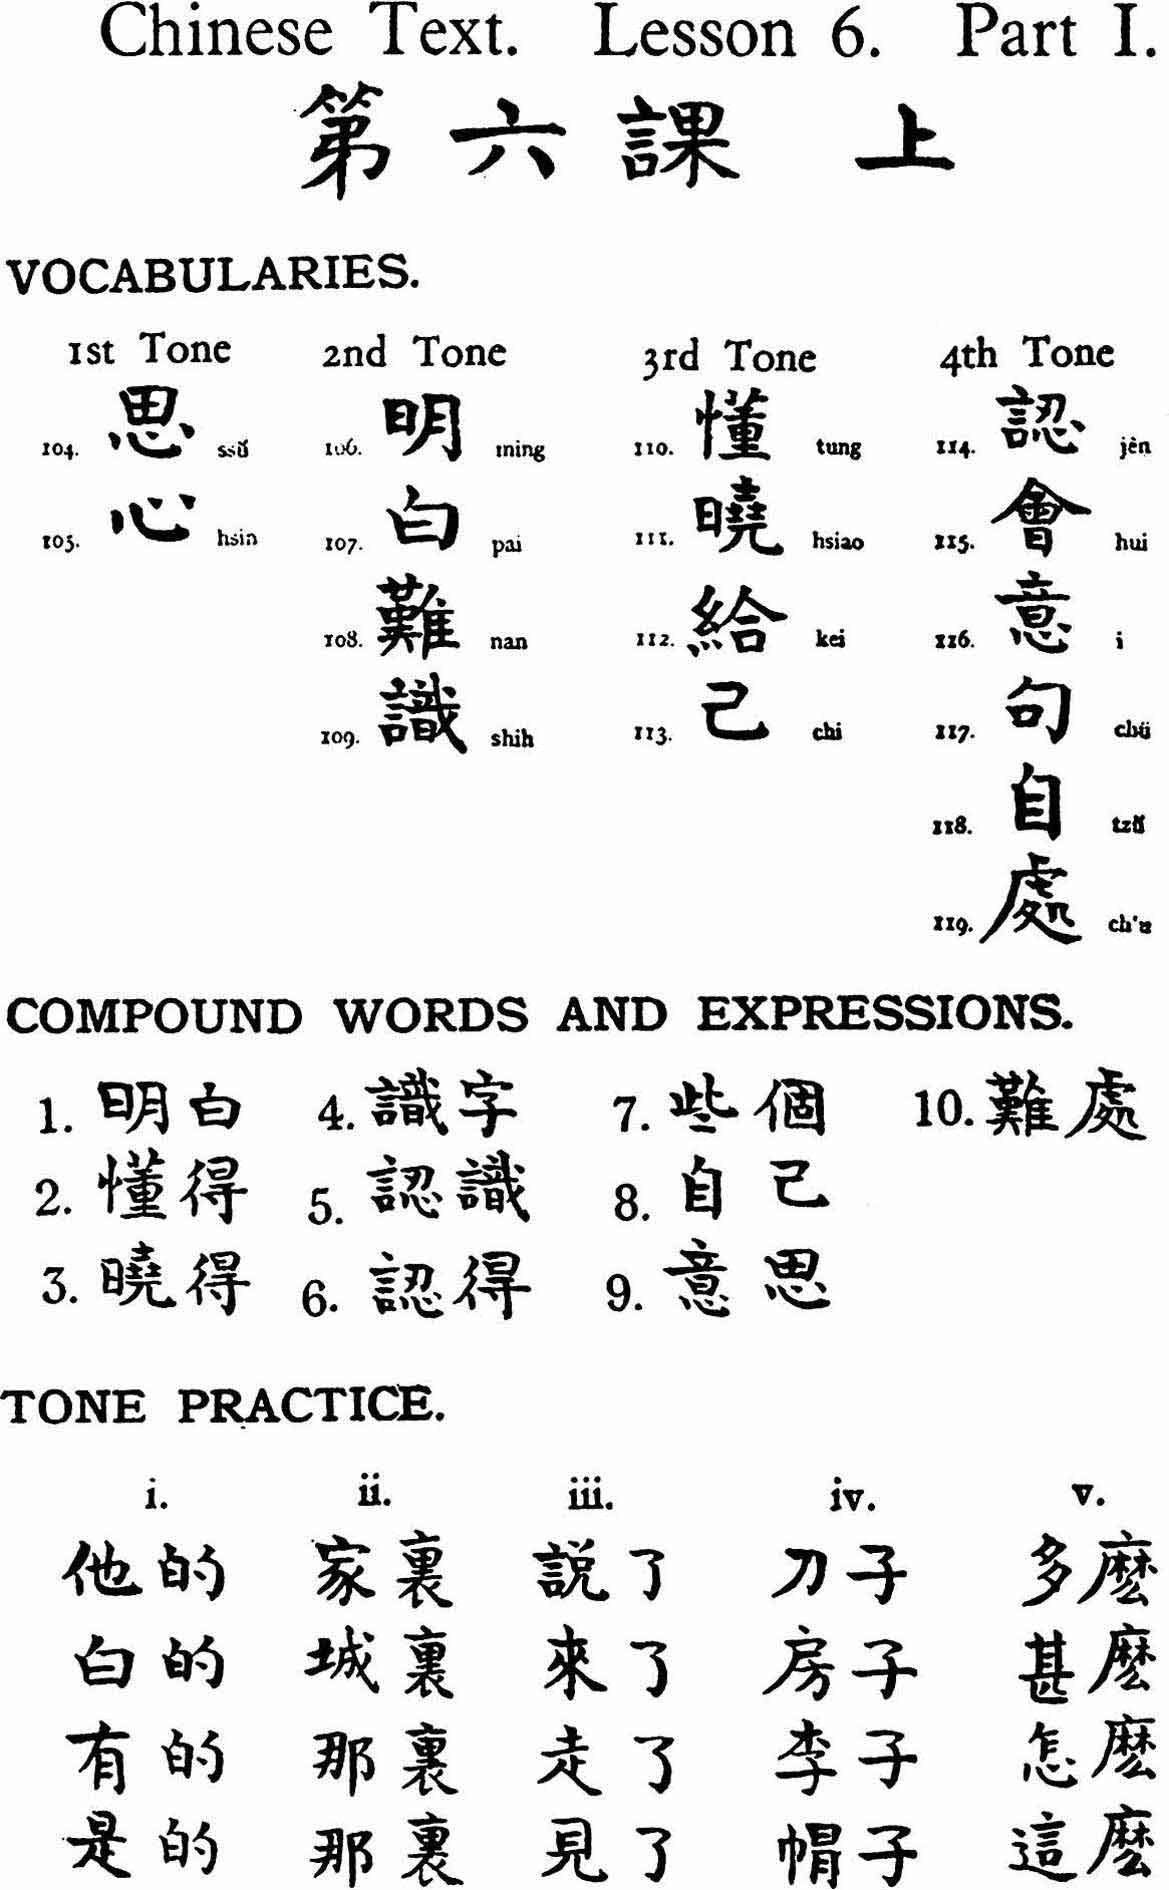 Chinese Text. Lesson 6. Part I.
第六課 上
VOCABULARIES.
1st Tone 2nd Tone 3rd Tone 4th Tone
104. 思 ssŭ 106. 明 ming 110. 懂 tung 114. 認 jên
105. 心 hsin 107. 白 pai 111. 曉 hsiao 115. 會 hui
108. 難 nan 112. 給 kei 116. 意 i
109. 識 shih 113. 己 chi 117. 句 chü
118. 自 tzŭ
119. 處 ch'u
COMPOUND WORDS AND EXPRESSIONS.
1. 明白 4. 識字 7. 些個 10. 難處
2. 懂得 5. 認識 8. 自己
3. 曉得 6. 認得 9. 意思
TONE PRACTICE.
i. ii. iii. iv. v.
他的 家裏 說了 刀子 多麼
白的 城裏 來了 房子 甚麼
有的 那裏 走了 李子 怎麼
是的 那裏 見了 帽子 這麼